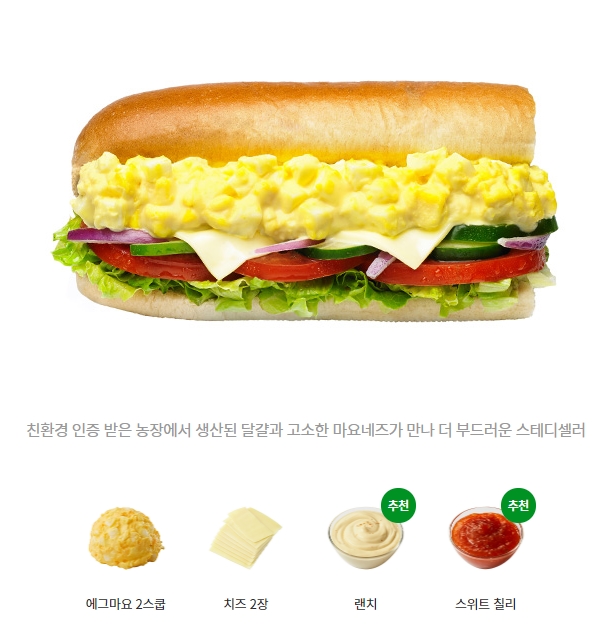 친환경 인증 받은 농장에서 생산된 달걀과 고소한 마요네즈가 만나 더 부드러운 스테디셀러
추천
추천
에그마요 2스쿱
치즈 2장
랜치
스위트 칠리